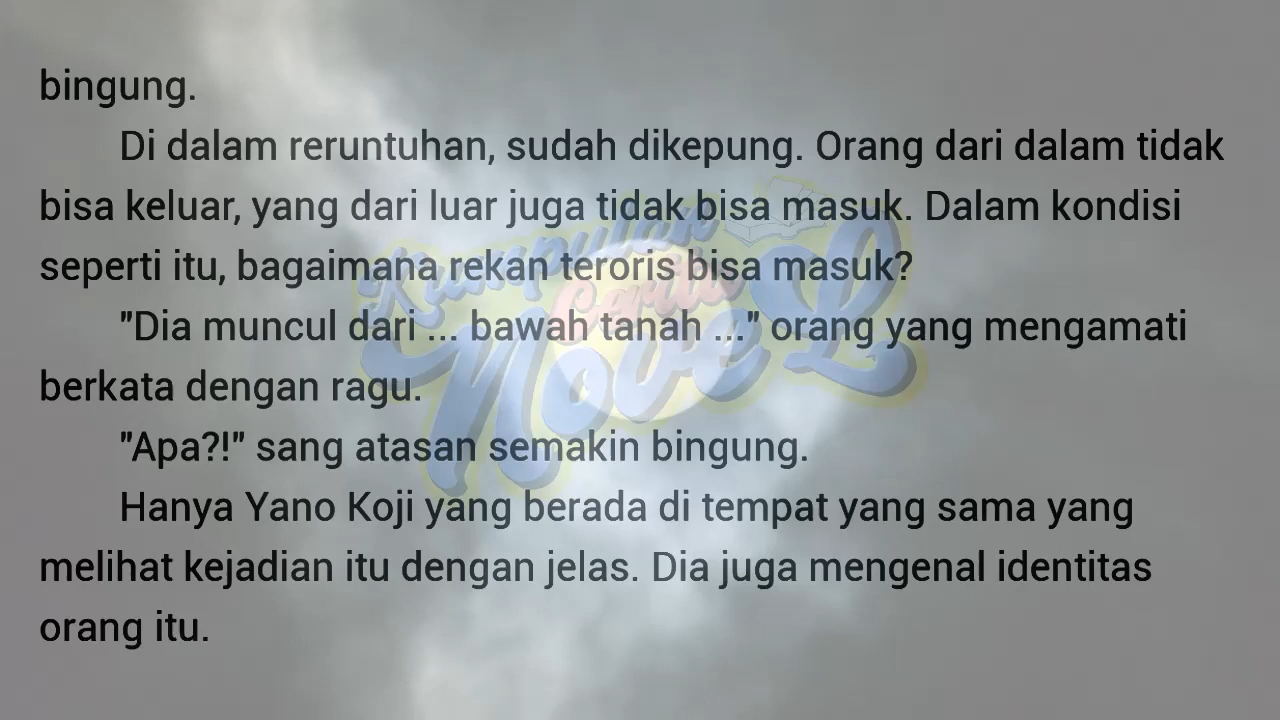 bingung.
Di dalam reruntuhan, sudah dikepung. Orang dari dalam tidak
bisa keluar, yang dari luar juga tidak bisa masuk. Dalam kondisi
seperti itu, bagaimana rekan teroris bisa masuk?
"Dia muncul dari ... bawah tanah ..." orang yang mengamati
berkata dengan ragu.
"Apa?!" sang atasan semakin bingung.
Hanya Yano Koji yang berada di tempat yang sama yang
melihat kejadian itu dengan jelas. Dia juga mengenal identitas
orang itu.
Kumpulan
Cerita
Novel